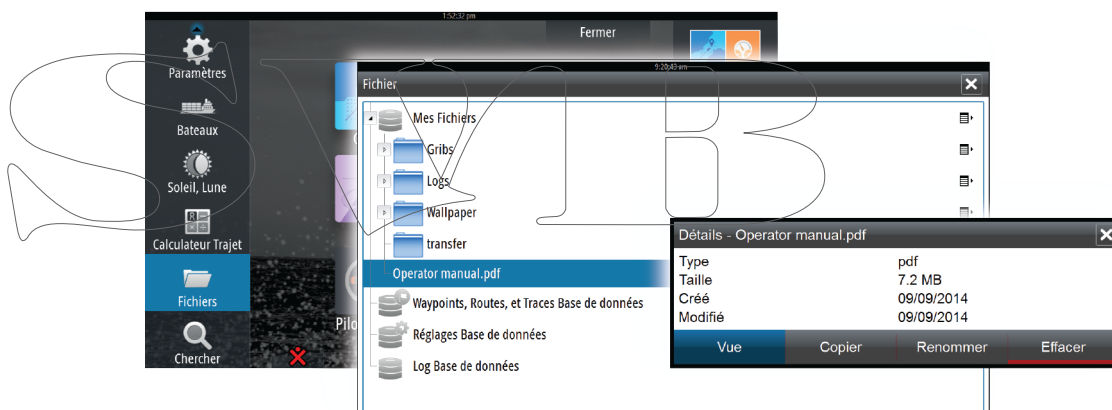 1:52:32 pm
Fermer
Paramètres
Bateaux
Soleil, Lune
Calculateur Trajet
Fichiers
Chercher
Pilo
9:20:43 am
Fichier
Mes Fichiers
Gribs
Logs
Wallpaper
transfer
Operator manual.pdf
Waypoints, Routes, et Traces Base de données
Réglages Base de données
Log Base de données
Détails - Operator manual.pdf
Type pdf
Taille 7.2 MB
Créé 09/09/2014
Modifié 09/09/2014
Vue Copier Renommer Effacer